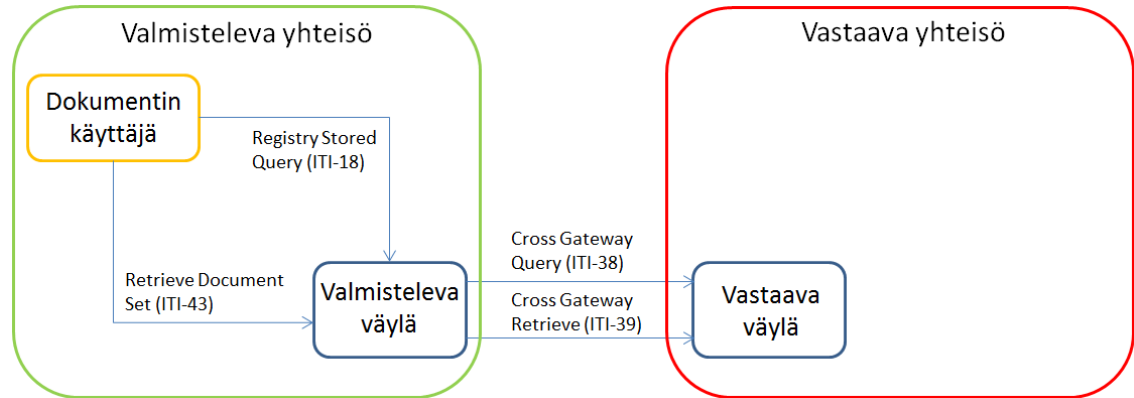 Valmisteleva yhteisö
Vastaava yhteisö
Dokumentin
käyttäjä
Registry Stored
Query (ITI-18)
Cross Gateway
Query (ITI-38)
Retrieve Document
Set (ITI-43)
Valmisteleva
väylä
Cross Gateway
Retrieve (ITI-39)
Vastaava
väylä